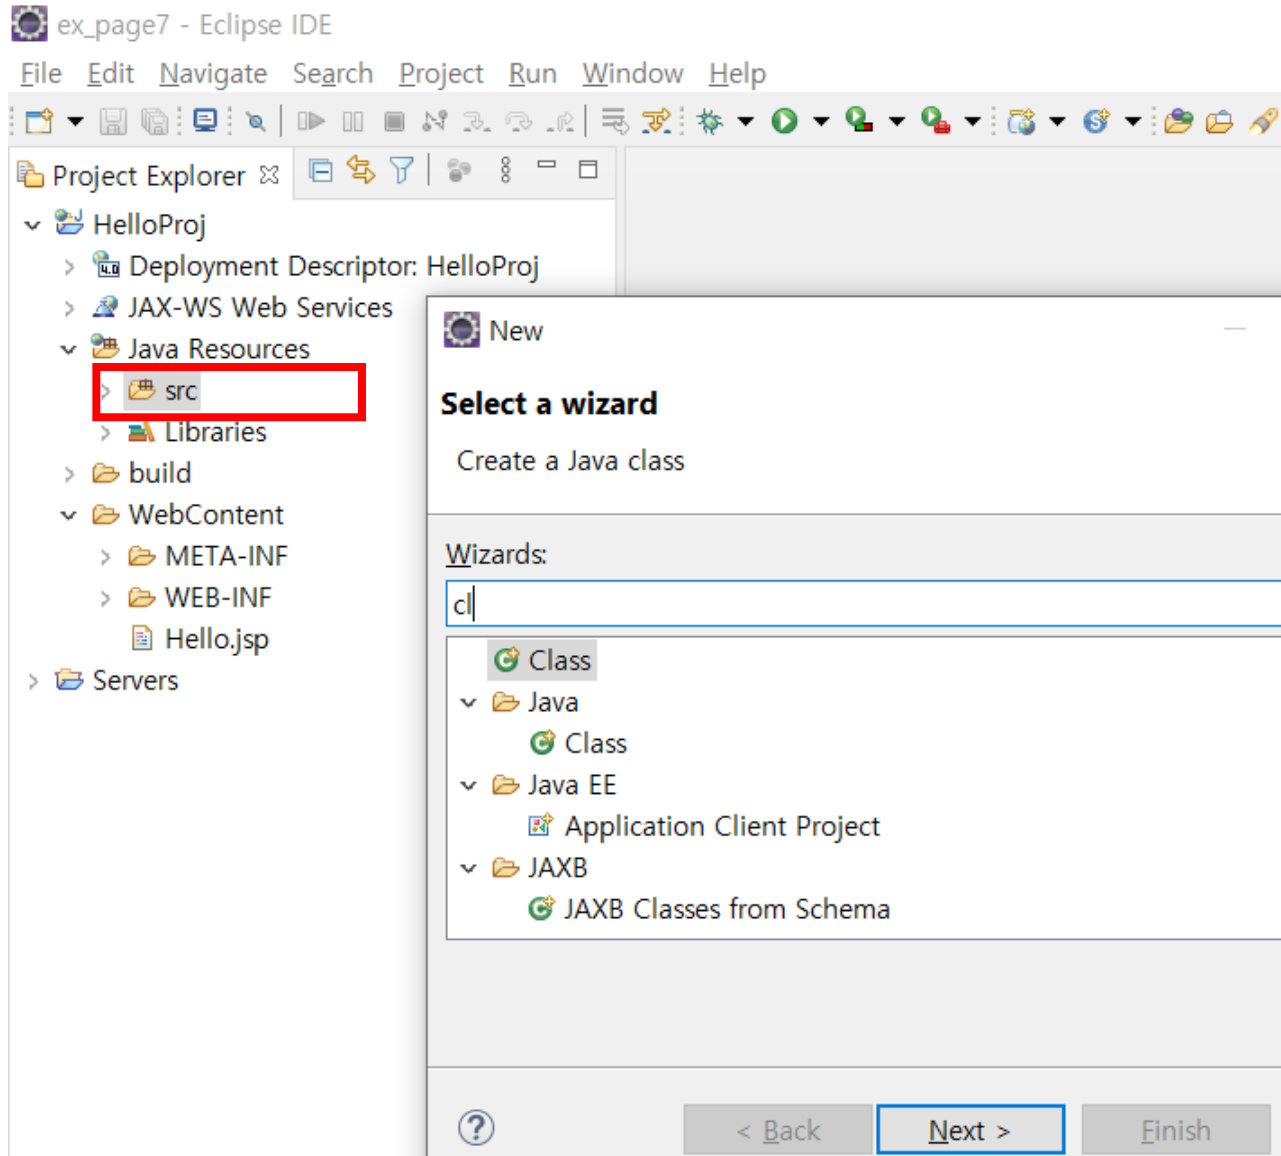 ex_page7 - Eclipse IDE
File Edit Navigate Search Project Run Window Help
Project Explorer
HelloProj
Deployment Descriptor: HelloProj
JAX-WS Web Services
Java Resources
src
Libraries
build
WebContent
META-INF
WEB-INF
Hello.jsp
Servers
New
Select a wizard
Create a Java class
Wizards:
cl
Class
Java
Class
Java EE
Application Client Project
JAXB
JAXB Classes from Schema
< Back Next > Finish